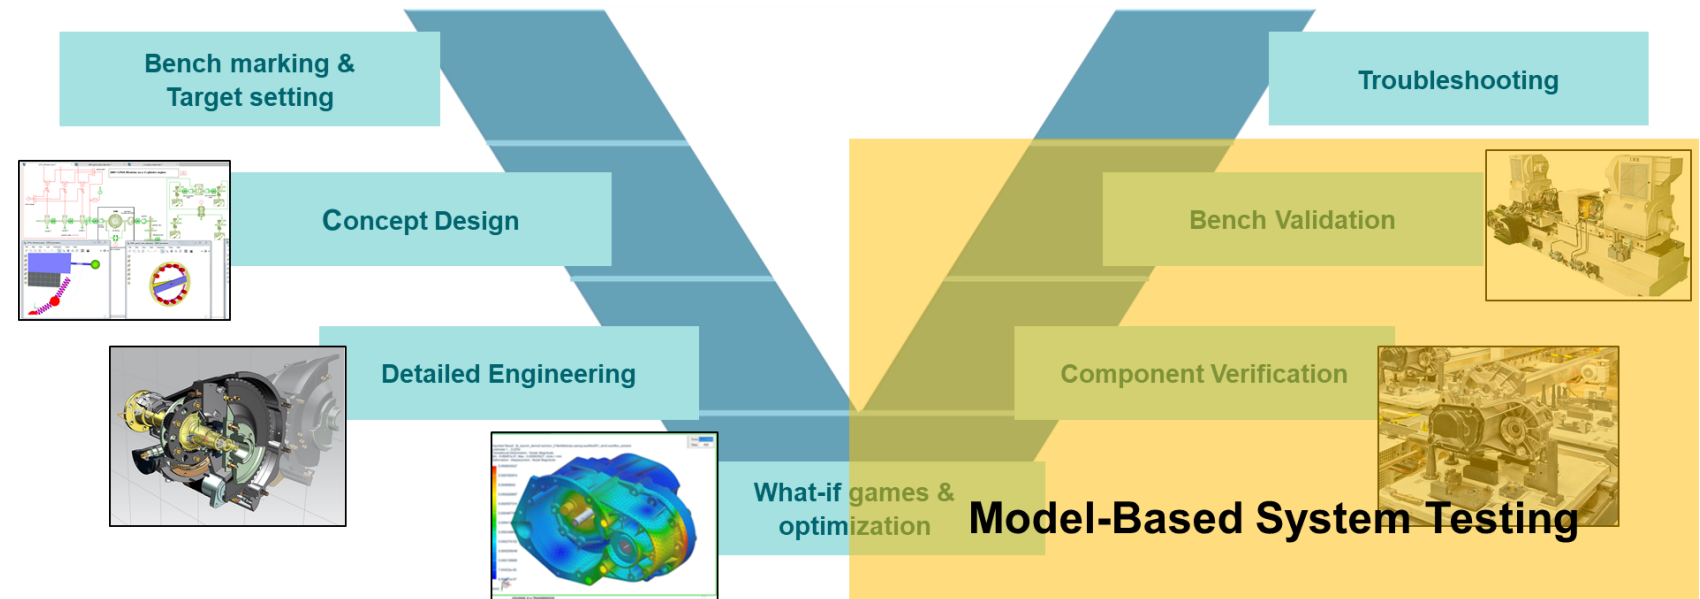 Bench marking &
Target setting
Troubleshooting
Concept Design
Bench Validation
Detailed Engineering
Component Verification
What-if games &
optimization
Model-Based System Testing